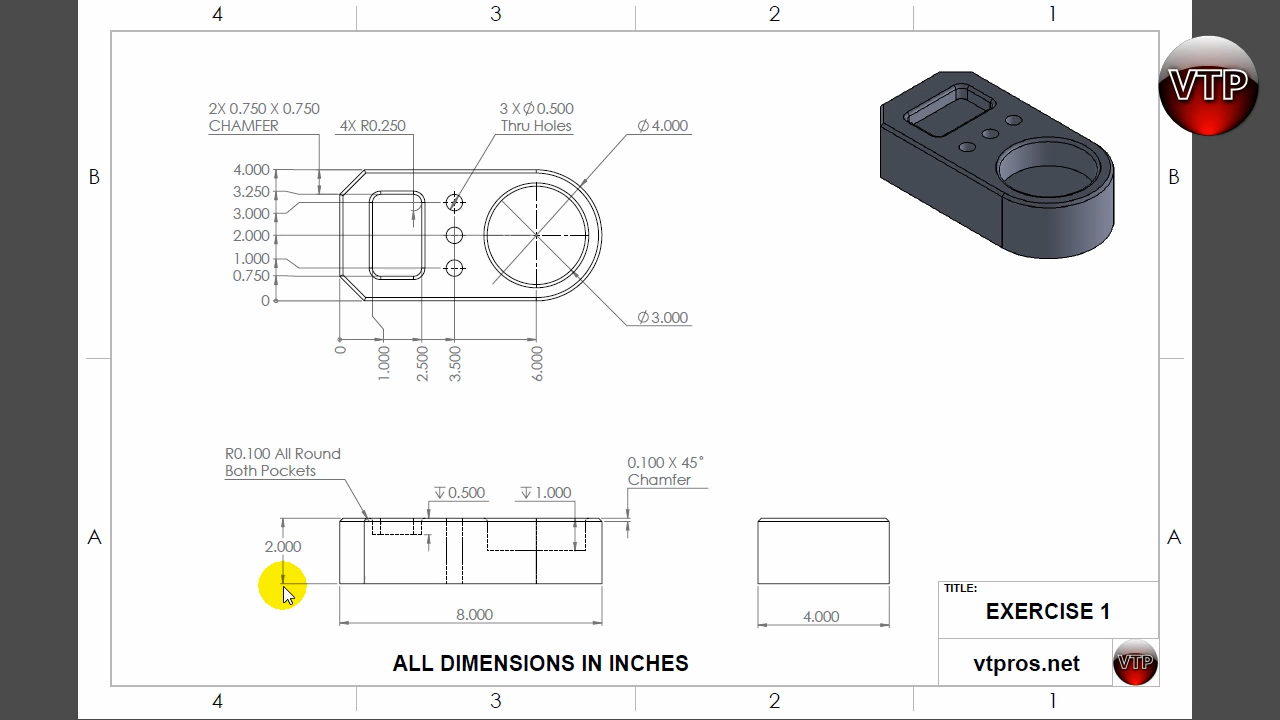 4 3 2 1
VTP
2X 0.750 X 0.750
CHAMFER
4X R0.250
3 X Ø 0.500
Thru Holes
Ø 4.000
B
B
4.000
3.250
3.000
2.000
1.000
0.750
0
Ø 3.000
0
1.000
2.500
3.500
6.000
R0.100 All Round
Both Pockets
↧ 0.500
↧ 1.000
0.100 X 45°
Chamfer
A
A
2.000
8.000
4.000
TITLE:
EXERCISE 1
ALL DIMENSIONS IN INCHES
vtpros.net
VTP
4 3 2 1